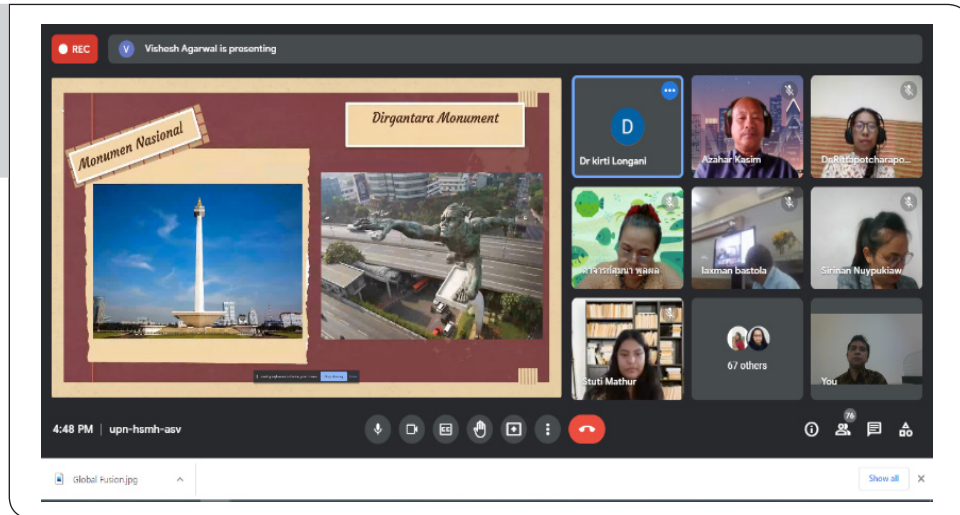 REC
V
Vishesh Agarwal is presenting
Monumen Nasional
Dirgantara Monument
D
Dr kirti Longani
Azahar Kasim
laxman bastola
Sirinan Nuypukiaw
Stuti Mathur
67 others
You
4:48 PM | upn-hsmh-asv
CC
76
Global Fusion.jpg
Show all